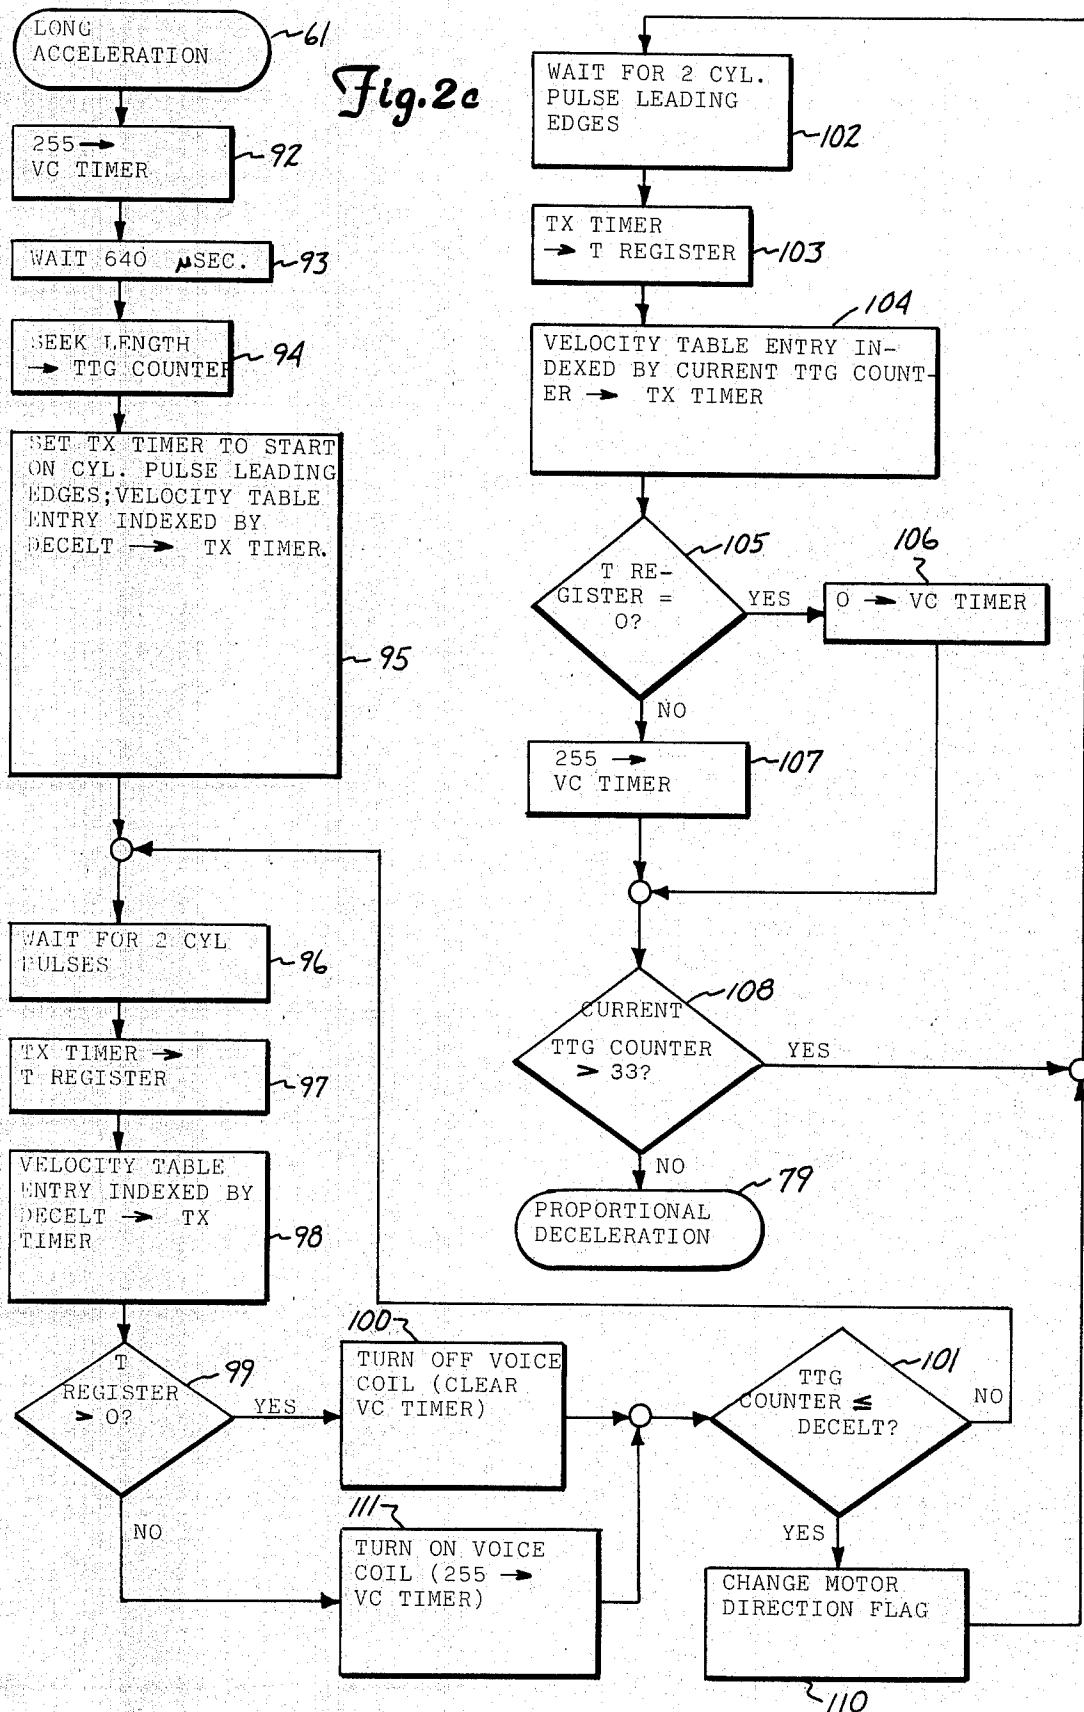 LONG
ACCELERATION
61
Fig.2c
255 →
VC TIMER
92
WAIT 640 µSEC.
93
SEEK LENGTH
→ TTG COUNTER
94
SET TX TIMER TO START
ON CYL. PULSE LEADING
EDGES;VELOCITY TABLE
ENTRY INDEXED BY
DECELT → TX TIMER.
95
WAIT FOR 2 CYL
PULSES
96
TX TIMER →
T REGISTER
97
VELOCITY TABLE
ENTRY INDEXED BY
DECELT → TX
TIMER
98
T
REGISTER
> 0?
99
YES
NO
100
TURN OFF VOICE
COIL (CLEAR
VC TIMER)
111
TURN ON VOICE
COIL (255 →
VC TIMER)
TTG
COUNTER ≦
DECELT?
101
NO
YES
CHANGE MOTOR
DIRECTION FLAG
110
WAIT FOR 2 CYL.
PULSE LEADING
EDGES
102
TX TIMER
→ T REGISTER
103
104
VELOCITY TABLE ENTRY IN-
DEXED BY CURRENT TTG COUNT-
ER → TX TIMER
T RE-
GISTER =
0?
105
YES
NO
106
0 → VC TIMER
255 →
VC TIMER
107
CURRENT
TTG COUNTER
> 33?
108
YES
NO
79
PROPORTIONAL
DECELERATION